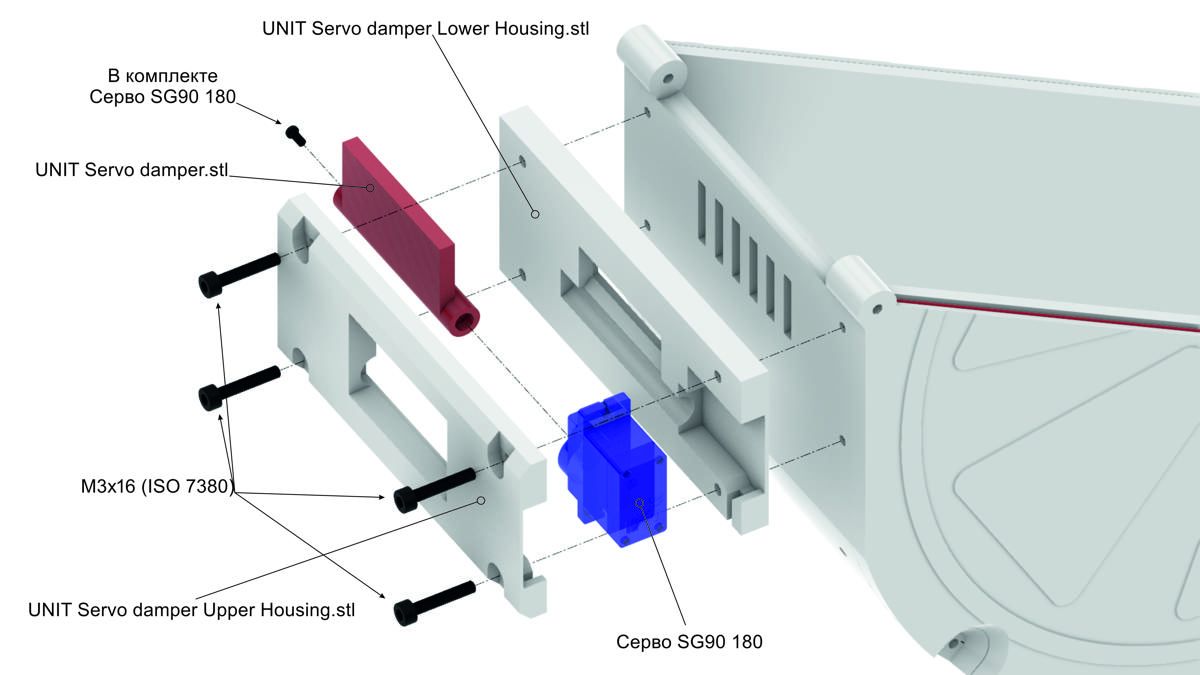 UNIT Servo damper Lower Housing.stl
В комплекте
Серво SG90 180
UNIT Servo damper.stl
M3x16 (ISO 7380)
UNIT Servo damper Upper Housing.stl
Серво SG90 180